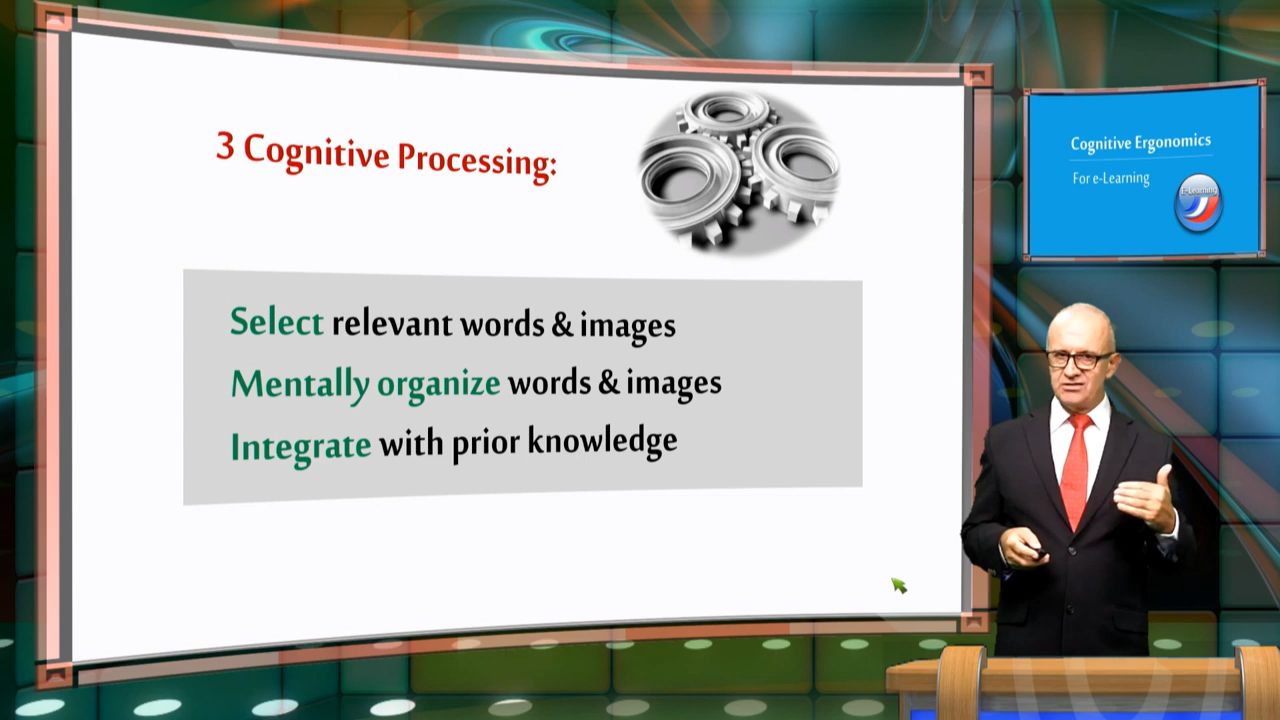 3 Cognitive Processing:
Select relevant words & images
Mentally organize words & images
Integrate with prior knowledge
Cognitive Ergonomics
For e-Learning
E-Learning